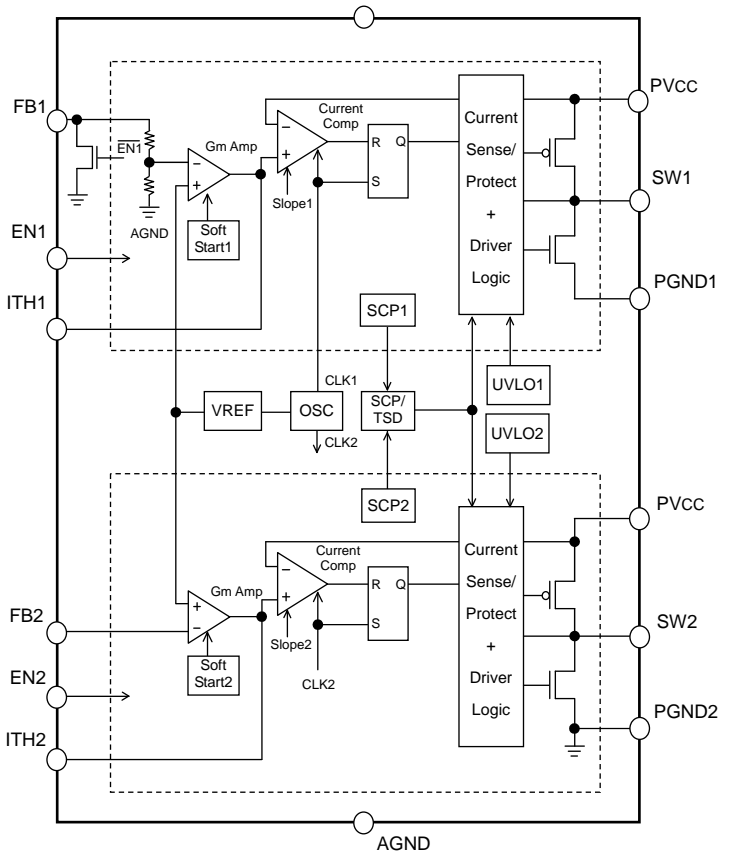 FB1
EN1
Gm Amp
Current
Comp
Slope1
Soft
Start1
AGND
R
Q
S
Current
Sense/
Protect
+
Driver
Logic
PVCC
SW1
PGND1
EN1
ITH1
SCP1
CLK1
VREF
OSC
SCP/
TSD
CLK2
SCP2
UVLO1
UVLO2
Gm Amp
Current
Comp
Slope2
Soft
Start2
CLK2
R
Q
S
Current
Sense/
Protect
+
Driver
Logic
PVCC
SW2
PGND2
FB2
EN2
ITH2
AGND